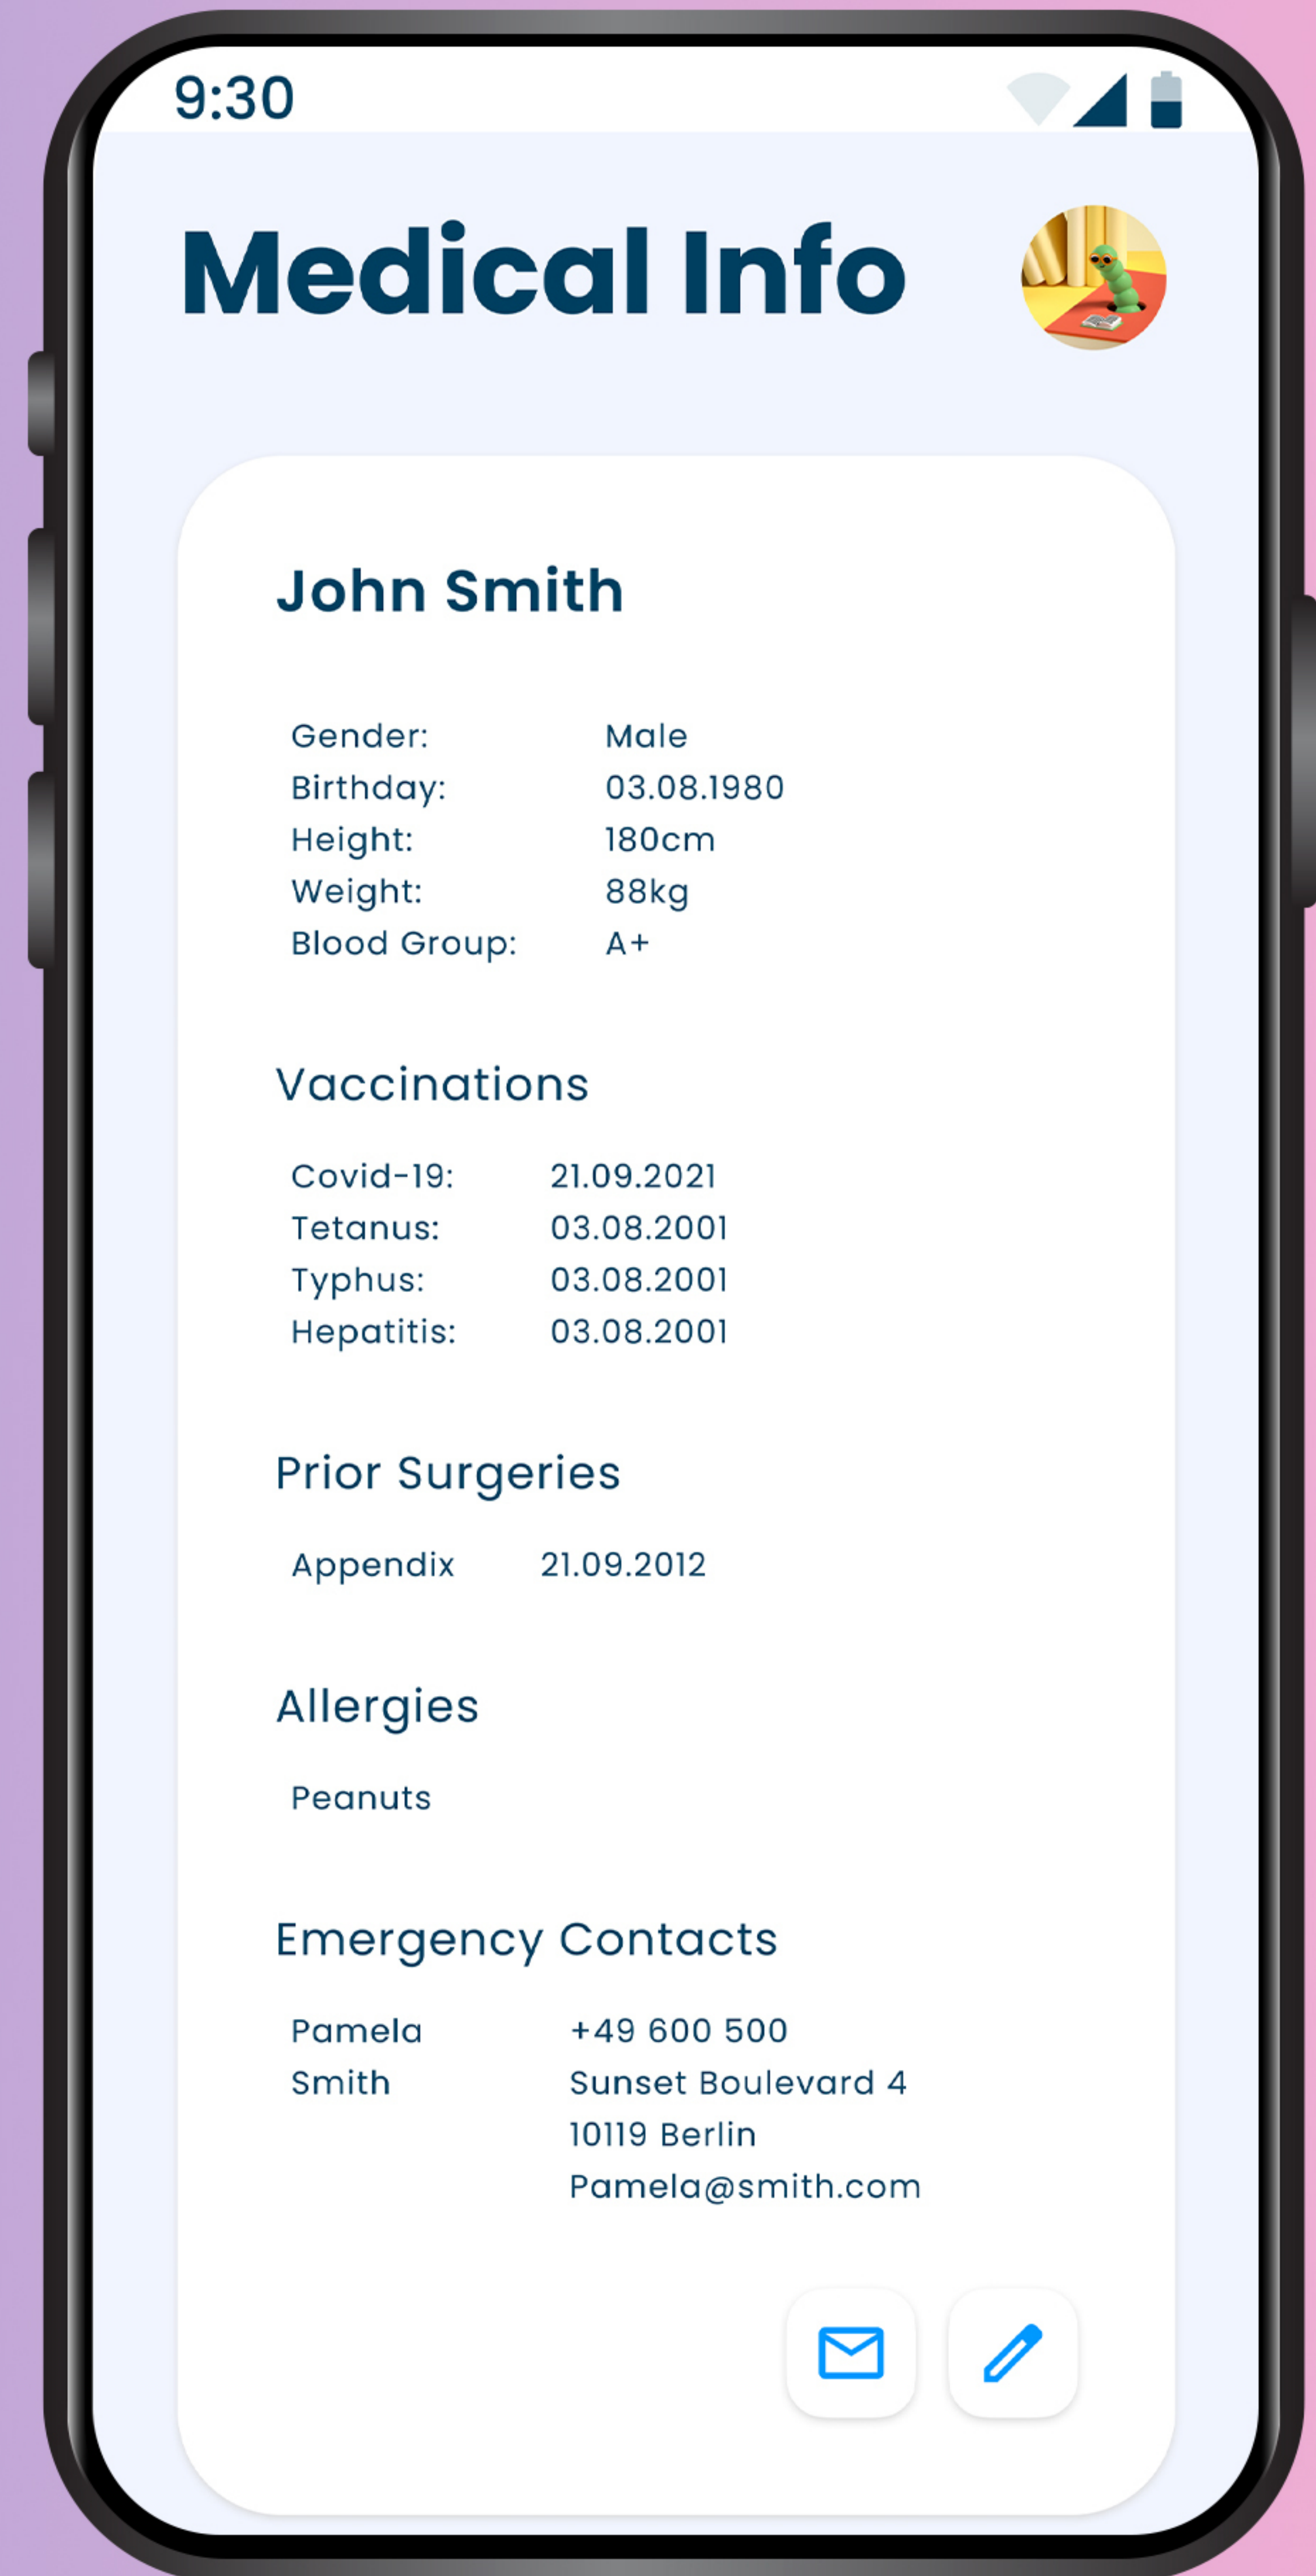 9:30
Medical Info
John Smith
Gender: Male
Birthday: 03.08.1980
Height: 180cm
Weight: 88kg
Blood Group: A+
Vaccinations
Covid-19: 21.09.2021
Tetanus: 03.08.2001
Typhus: 03.08.2001
Hepatitis: 03.08.2001
Prior Surgeries
Appendix 21.09.2012
Allergies
Peanuts
Emergency Contacts
Pamela +49 600 500
Smith Sunset Boulevard 4
10119 Berlin
Pamela@smith.com